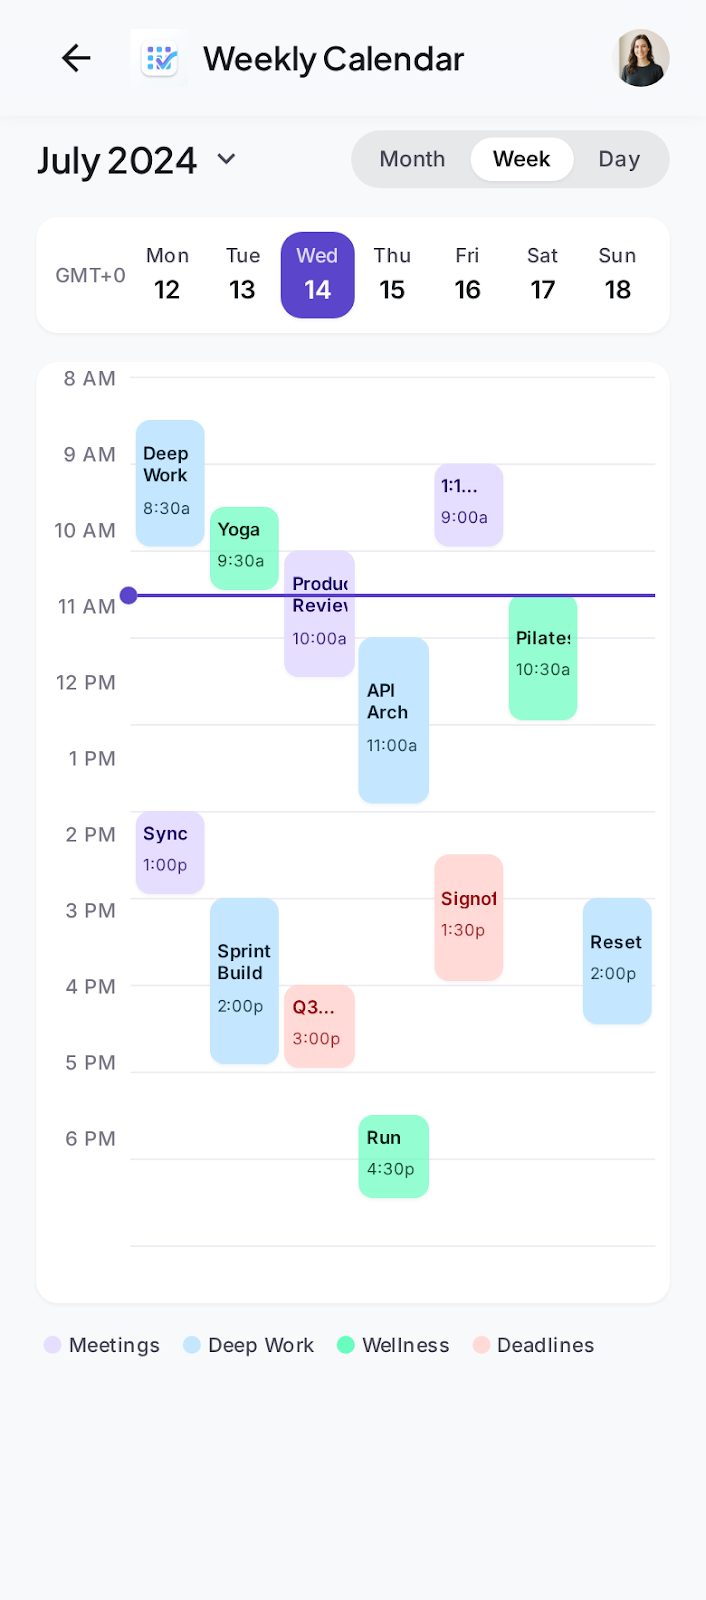 Weekly Calendar
July 2024
Month Week Day
GMT+0
Mon Tue Wed Thu Fri Sat Sun
12 13 14 15 16 17 18
8 AM
9 AM
10 AM
11 AM
12 PM
1 PM
2 PM
3 PM
4 PM
5 PM
6 PM
Deep
Work
8:30a
Sync
1:00p
Yoga
9:30a
Sprint
Build
2:00p
Produc
Review
10:00a
Q3...
3:00p
API
Arch
11:00a
Run
4:30p
1:1...
9:00a
Signof
1:30p
Pilates
10:30a
Reset
2:00p
Meetings Deep Work Wellness Deadlines